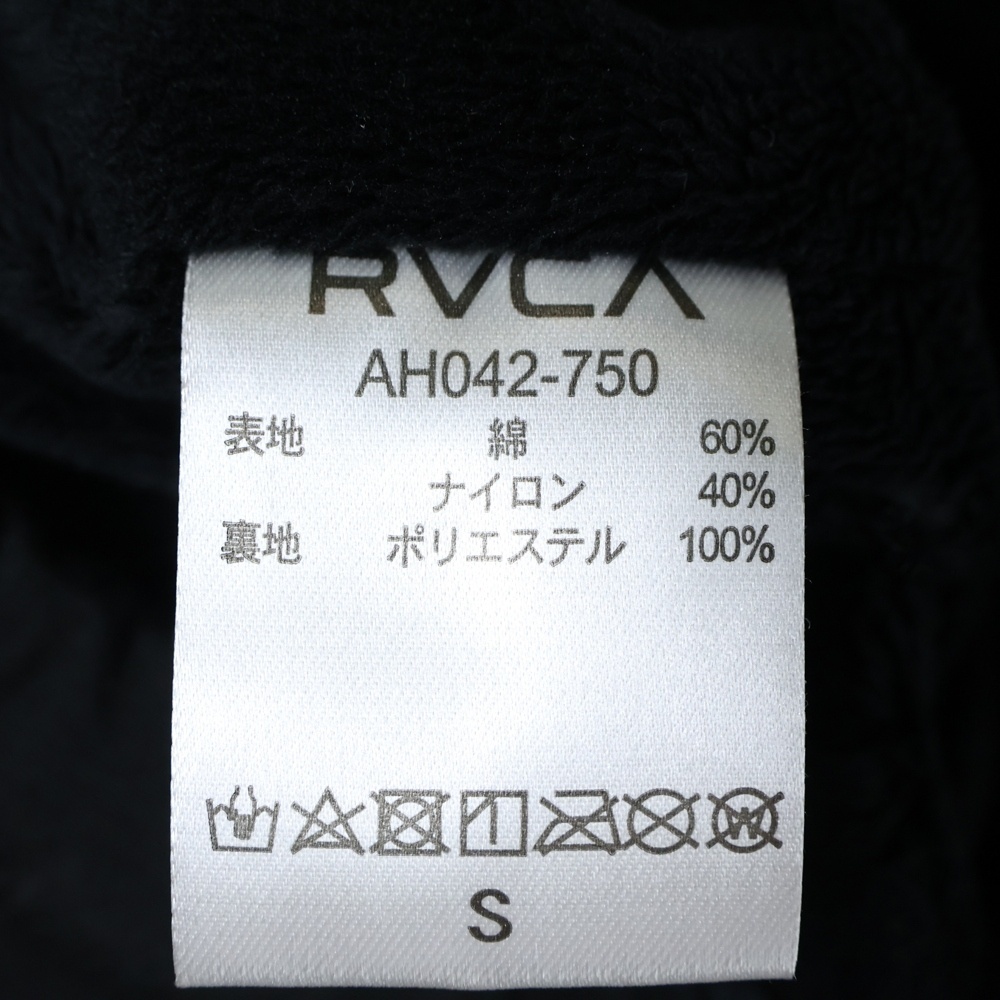 RVCA
AH042-750
表地 綿 60%
ナイロン 40%
裏地 ポリエステル 100%
W
S